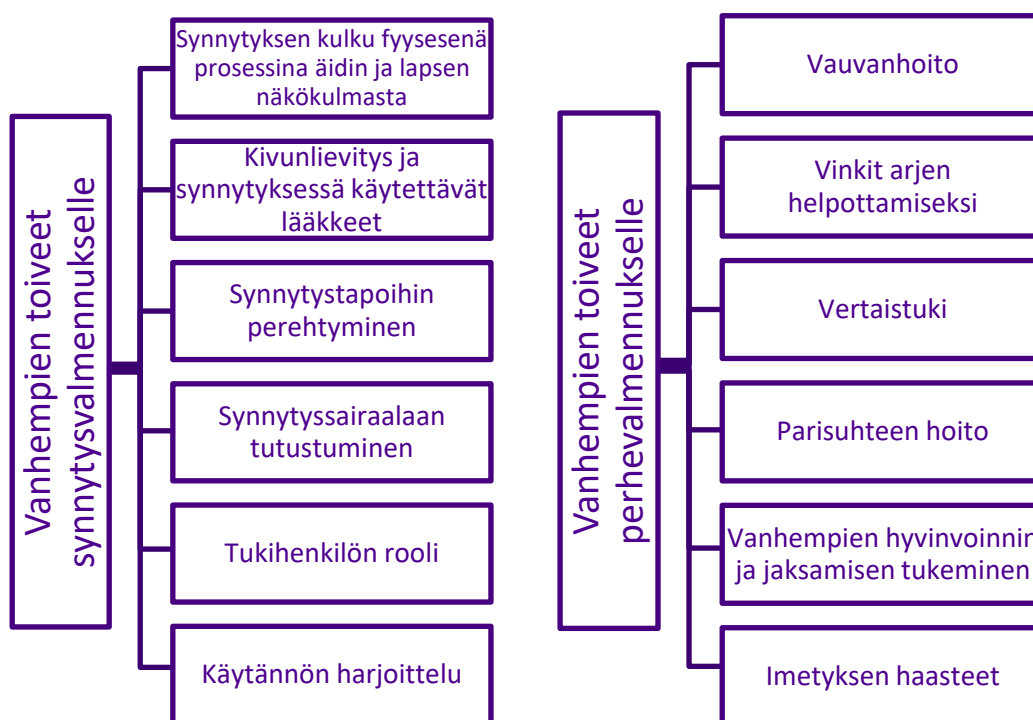 Vanhempien toiveet
synnytysvalmennukselle
Synnytyksen kulku fyysesenä
prosessina äidin ja lapsen
näkökulmasta
Kivunlievitys ja
synnytyksessä käytettävät
lääkkeet
Synnytystapoihin
perehtyminen
Synnytyssairaalaan
tutustuminen
Tukihenkilön rooli
Käytännön harjoittelu
Vanhempien toiveet
perhevalmennukselle
Vauvanhoito
Vinkit arjen
helpottamiseksi
Vertaistuki
Parisuhteen hoito
Vanhempien hyvinvoinnin
ja jaksamisen tukeminen
Imetyksen haasteet